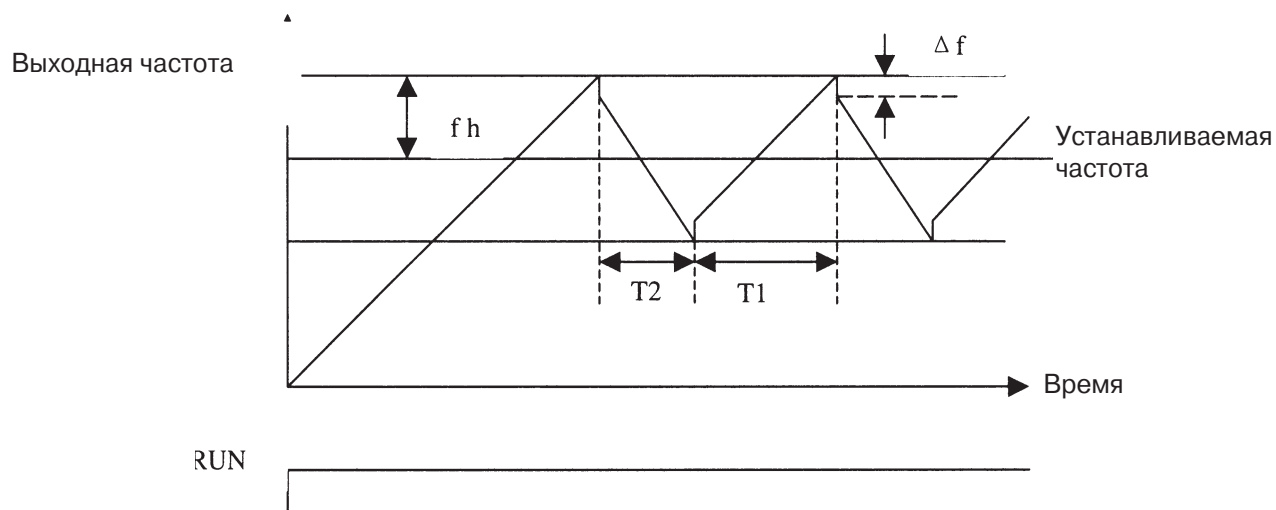 Δ f
Выходная частота
f h
Устанавливаемая
частота
T2
T1
Время
RUN